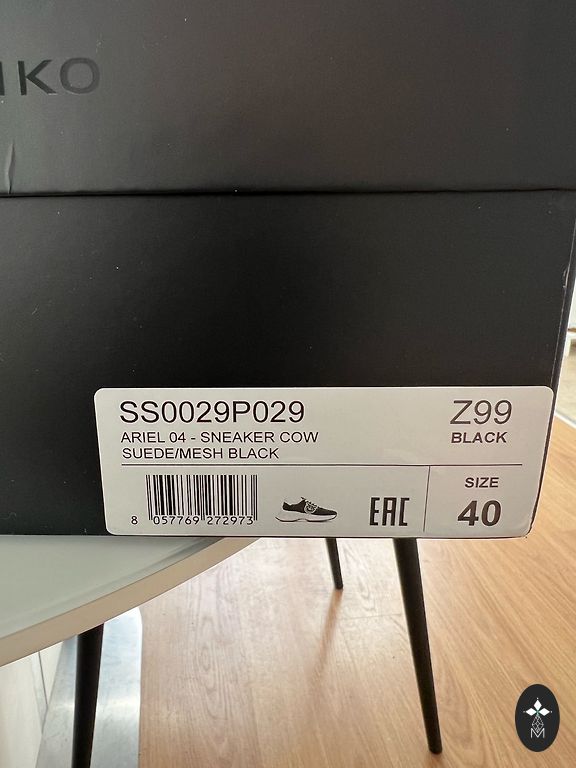 IKO
SS0029P029
Z99
ARIEL 04 - SNEAKER COW
BLACK
SUEDE/MESH BLACK
SIZE
40
8 057769 272973
EAC
M